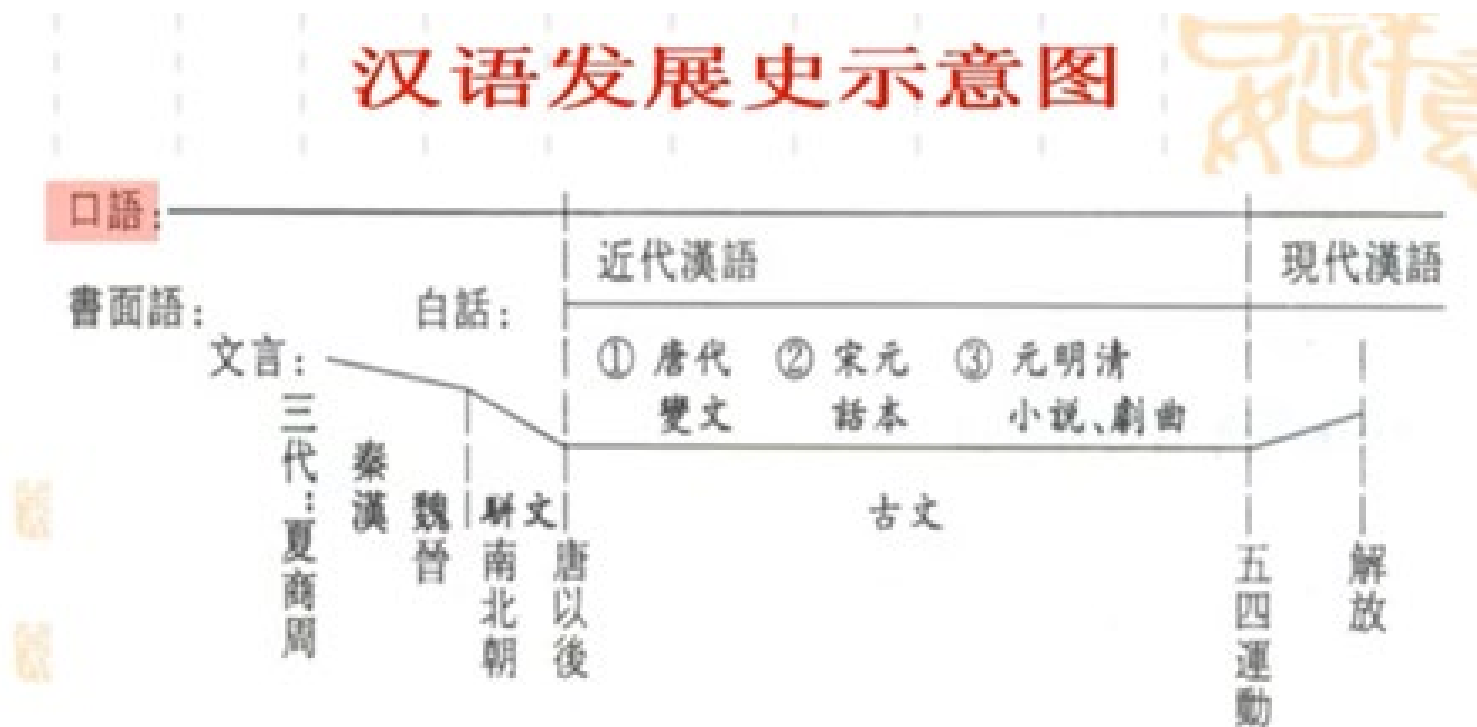 汉语发展史示意图
口語:
近代漢語
現代漢語
書面語:
白話:
文言:
① 唐代
變文
② 宋元
話本
③ 元明清
小説、劇曲
三代:夏商周
秦漢
魏晉
駢文
南北朝
唐以後
古文
五四運動
解放